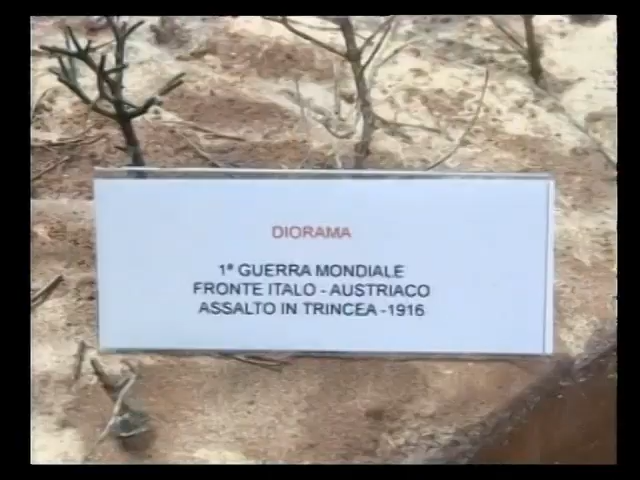 DIORAMA
1ª GUERRA MONDIALE
FRONTE ITALO - AUSTRIACO
ASSALTO IN TRINCEA -1916